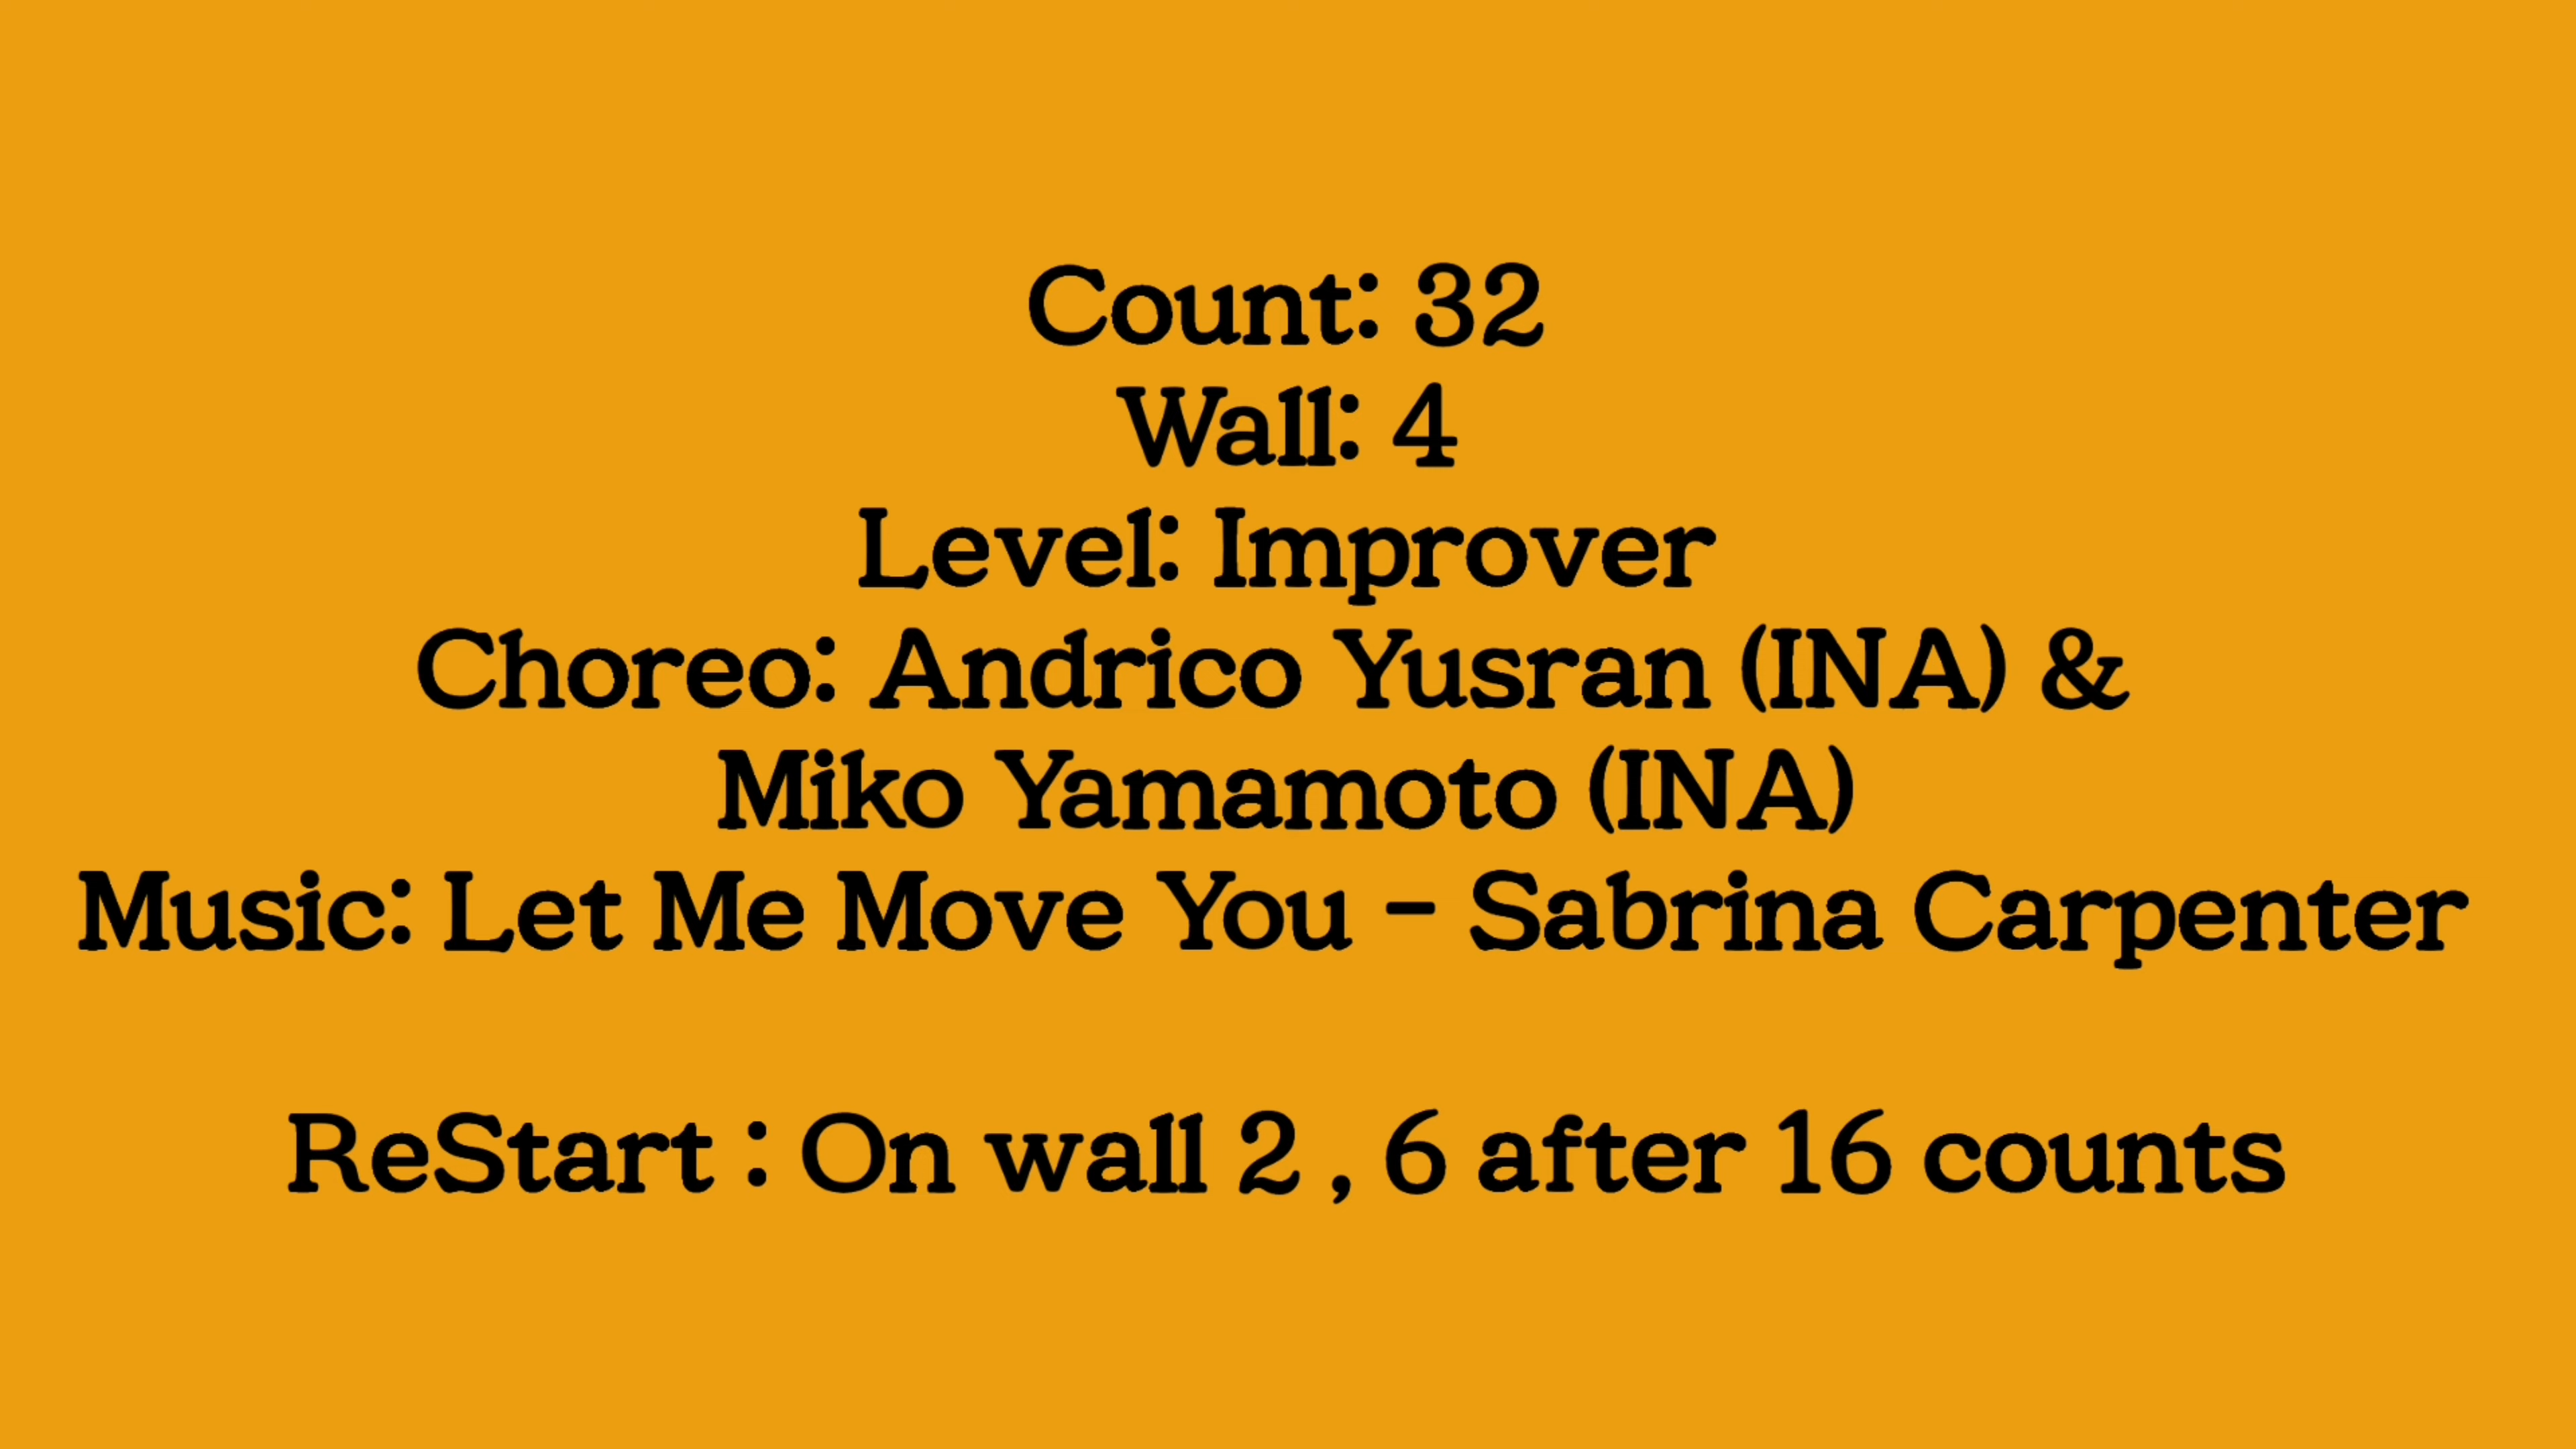 Count: 32
Wall: 4
Level: Improver
Choreo: Andrico Yusran (INA) &
Miko Yamamoto (INA)
Music: Let Me Move You - Sabrina Carpenter
ReStart : On wall 2 , 6 after 16 counts